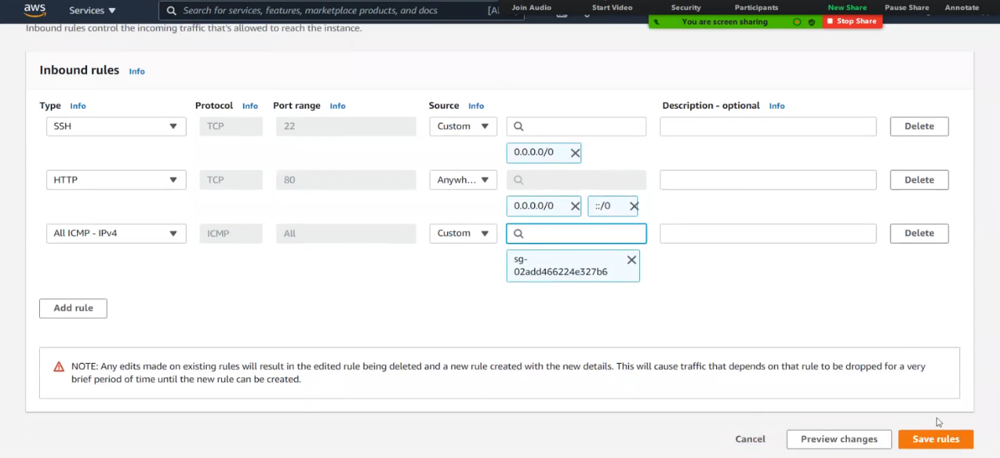 aws
Services
Search for services, features, marketplace products, and docs
Join Audio
Start Video
Security
Participants
New Share
Pause Share
Annotate
You are screen sharing
Stop Share
Inbound rules control the incoming traffic that's allowed to reach the instance.
Inbound rules Info
Type Info Protocol Info Port range Info Source Info Description - optional Info
SSH TCP 22 Custom Delete
0.0.0.0/0
HTTP TCP 80 Anywh... Delete
0.0.0.0/0 ::/0
All ICMP - IPv4 ICMP All Custom Delete
sg-
02add466224e327b6
Add rule
NOTE: Any edits made on existing rules will result in the edited rule being deleted and a new rule created with the new details. This will cause traffic that depends on that rule to be dropped for a very
brief period of time until the new rule can be created.
Cancel Preview changes Save rules